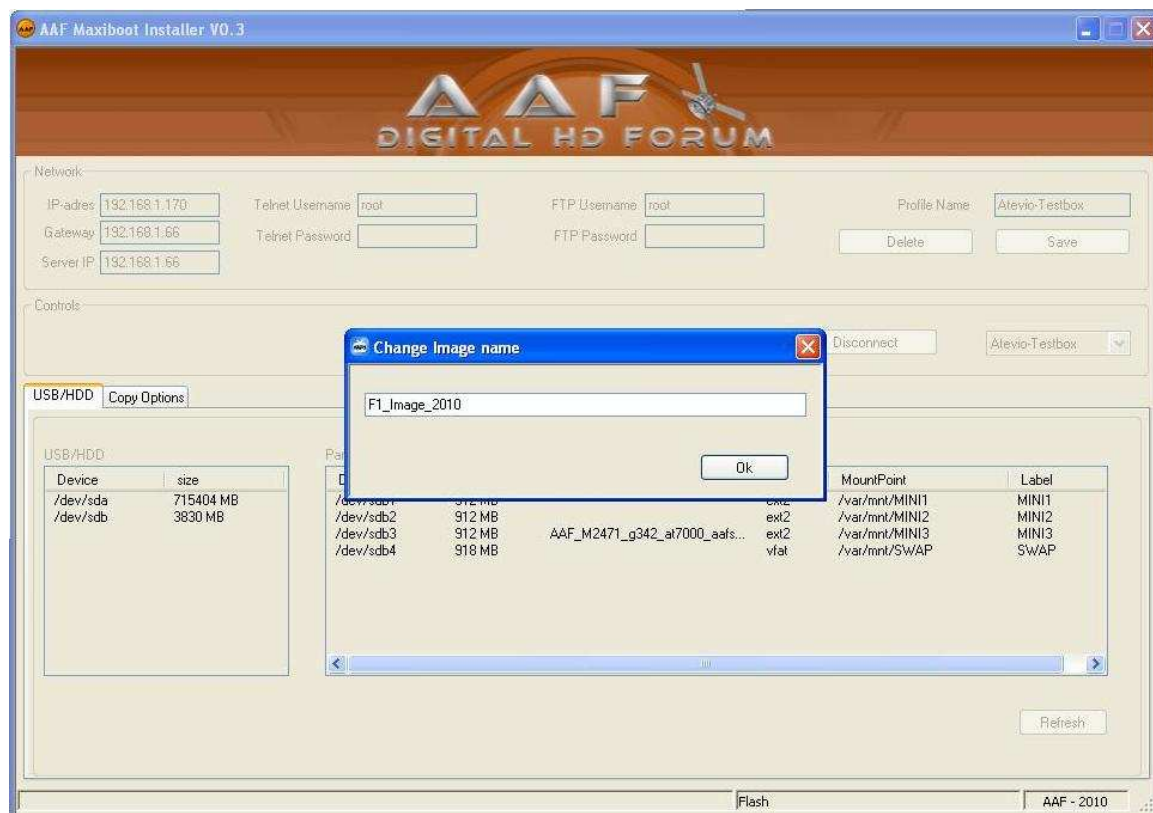 AAF Maxiboot Installer V0.3
AAF
DIGITAL HD FORUM
Network
IP-adres 192.168.1.170 Telnet Username root FTP Username root Profile Name Atevio-Testbox
Gateway 192.168.1.66 Telnet Password FTP Password Delete Save
Server IP 192.168.1.66
Controls
Disconnect Atevio-Testbox
Change Image name
F1_Image_2010
Ok
USB/HDD Copy Options
USB/HDD
Device size
/dev/sda 715404 MB
/dev/sdb 3830 MB
MountPoint Label
/dev/sdb1 912 MB ext2 /var/mnt/MINI1 MINI1
/dev/sdb2 912 MB ext2 /var/mnt/MINI2 MINI2
/dev/sdb3 912 MB AAF_M2471_g342_at7000_aafs... ext2 /var/mnt/MINI3 MINI3
/dev/sdb4 918 MB vfat /var/mnt/SWAP SWAP
Refresh
Flash AAF - 2010